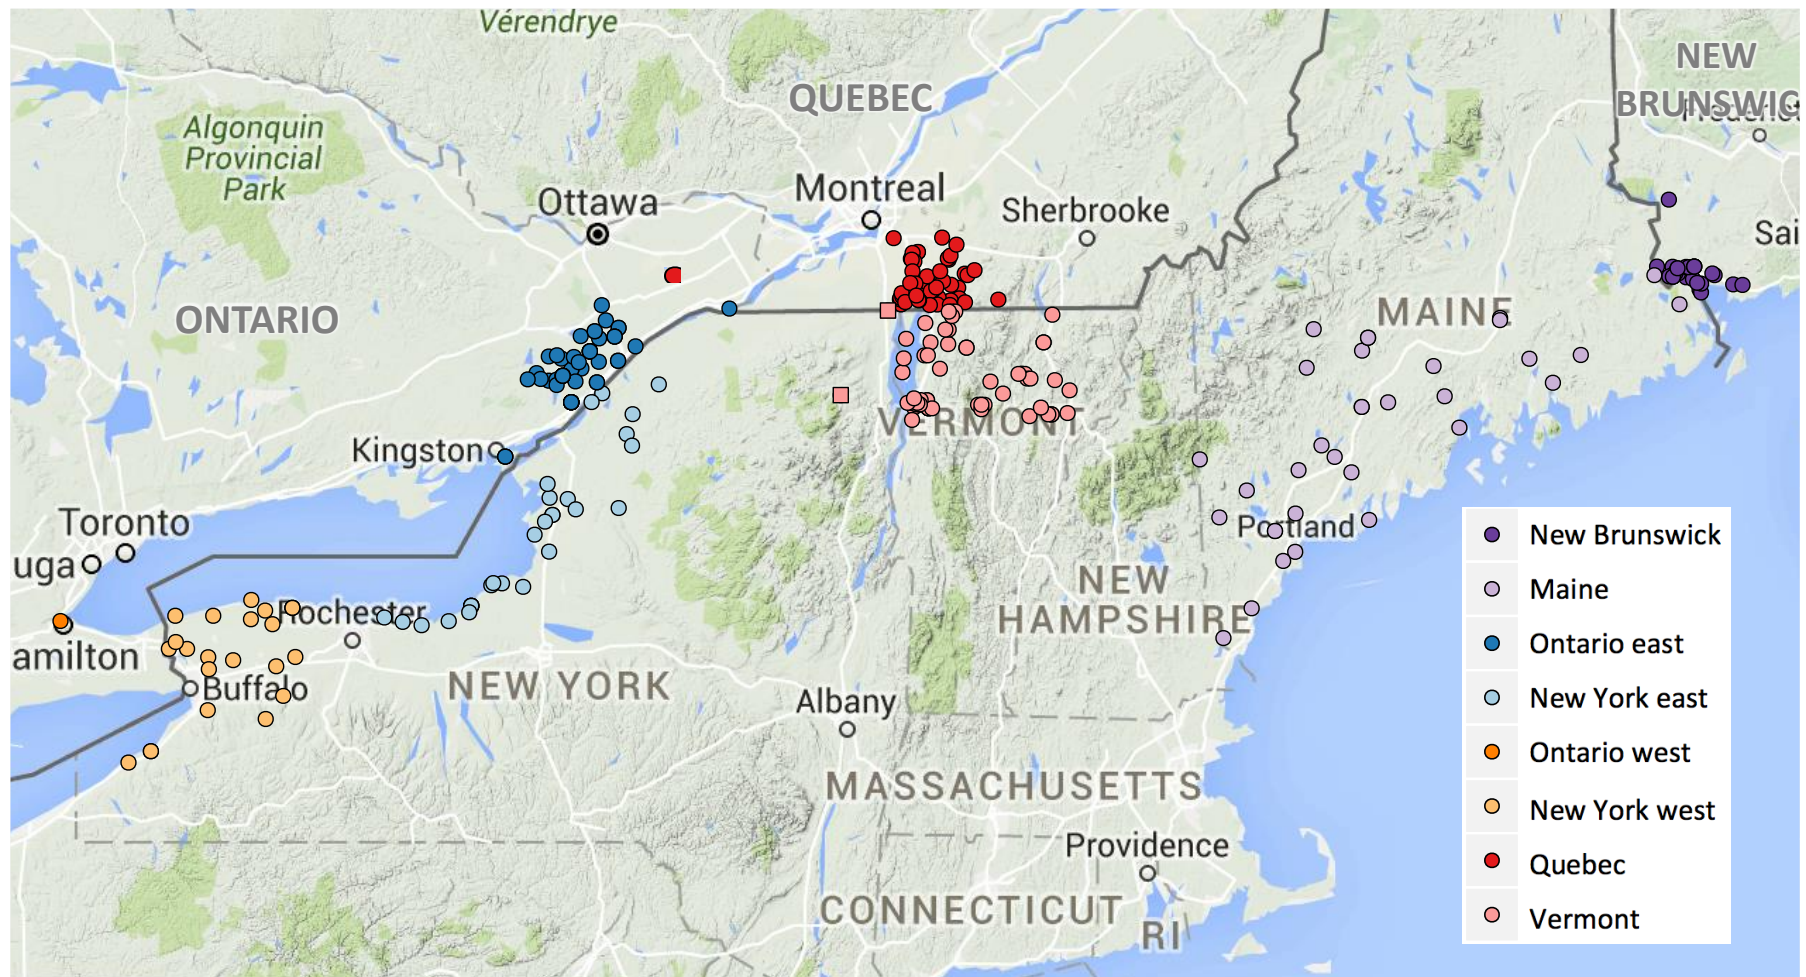 Vérendrye
NEW
BRUNSWIC
QUEBEC
Algonquin
Provincial
Park
Ottawa
Montreal
Sherbrooke
Sai
ONTARIO
MAINE
VERMONT
Kingston
Toronto
uga
Portland
Rochester
NEW
HAMPSHIRE
amilton
Buffalo
NEW YORK
Albany
MASSACHUSETTS
Providence
CONNECTICUT
RI
New Brunswick
Maine
Ontario east
New York east
Ontario west
New York west
Quebec
Vermont